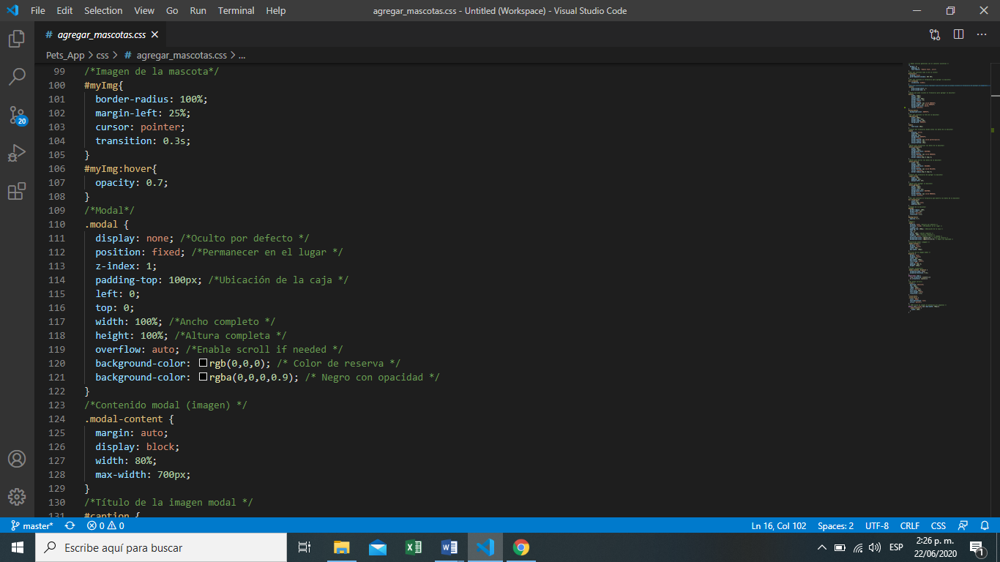 File Edit Selection View Go Run Terminal Help agregar_mascotas.css - Untitled (Workspace) - Visual Studio Code
# agregar_mascotas.css
Pets_App > css > # agregar_mascotas.css > ...
99 /*Imagen de la mascota*/
100 #myImg{
101 border-radius: 100%;
102 margin-left: 25%;
103 cursor: pointer;
104 transition: 0.3s;
105 }
106 #myImg:hover{
107 opacity: 0.7;
108 }
109 /*Modal*/
110 .modal {
111 display: none; /*Oculto por defecto */
112 position: fixed; /*Permanecer en el lugar */
113 z-index: 1;
114 padding-top: 100px; /*Ubicación de la caja */
115 left: 0;
116 top: 0;
117 width: 100%; /*Ancho completo */
118 height: 100%; /*Altura completa */
119 overflow: auto; /*Enable scroll if needed */
120 background-color: rgb(0,0,0); /* Color de reserva */
121 background-color: rgba(0,0,0,0.9); /* Negro con opacidad */
122 }
123 /*Contenido modal (imagen) */
124 .modal-content {
125 margin: auto;
126 display: block;
127 width: 80%;
128 max-width: 700px;
129 }
130 /*Título de la imagen modal */
131 #caption {
20
master* 0 0 Ln 16, Col 102 Spaces: 2 UTF-8 CRLF CSS
Escribe aquí para buscar
ESP
2:26 p. m.
22/06/2020
1